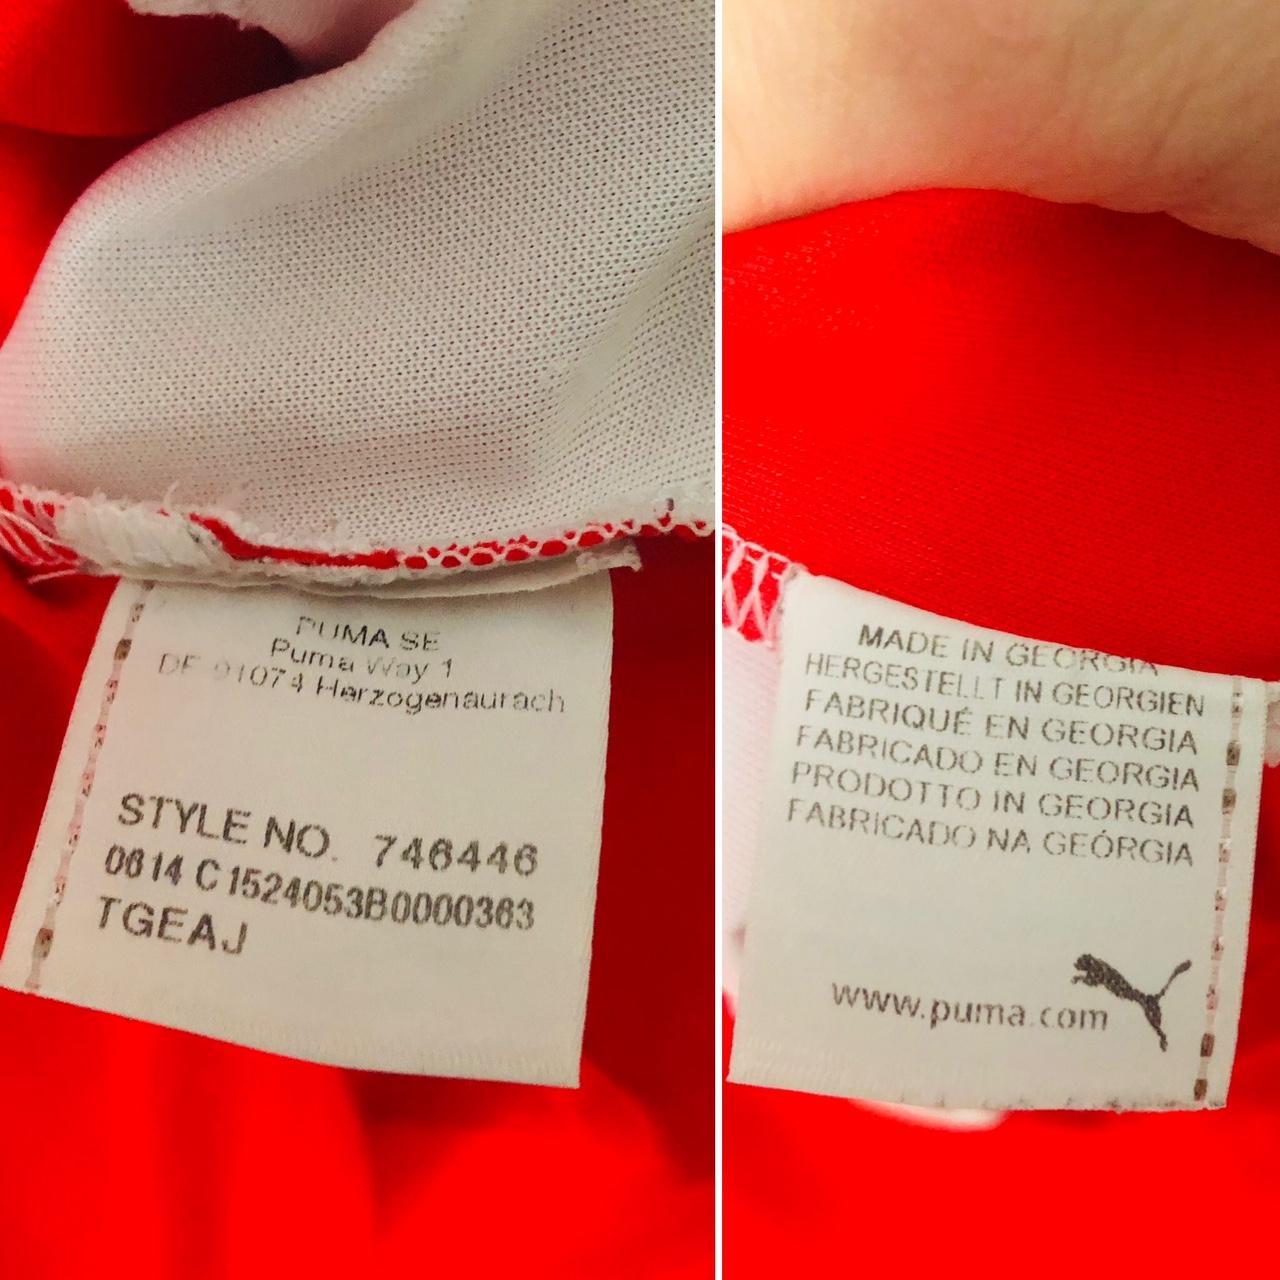 PUMA SE
Puma Way 1
DE 91074 Herzogenaurach
STYLE NO. 746446
0614 C1524053B0000363
TGEAJ
MADE IN GEORGIA
HERGESTELLT IN GEORGIEN
FABRIQUÉ EN GEORGIA
FABRICADO EN GEORGIA
PRODOTTO IN GEORGIA
FABRICADO NA GEÓRGIA
www.puma.com